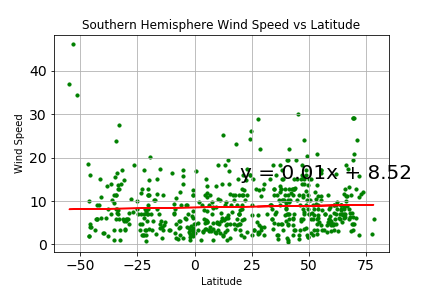 Southern Hemisphere Wind Speed vs Latitude
Wind Speed
40
30
20
10
0
y = 0.01x + 8.52
−50
−25
0
25
50
75
Latitude